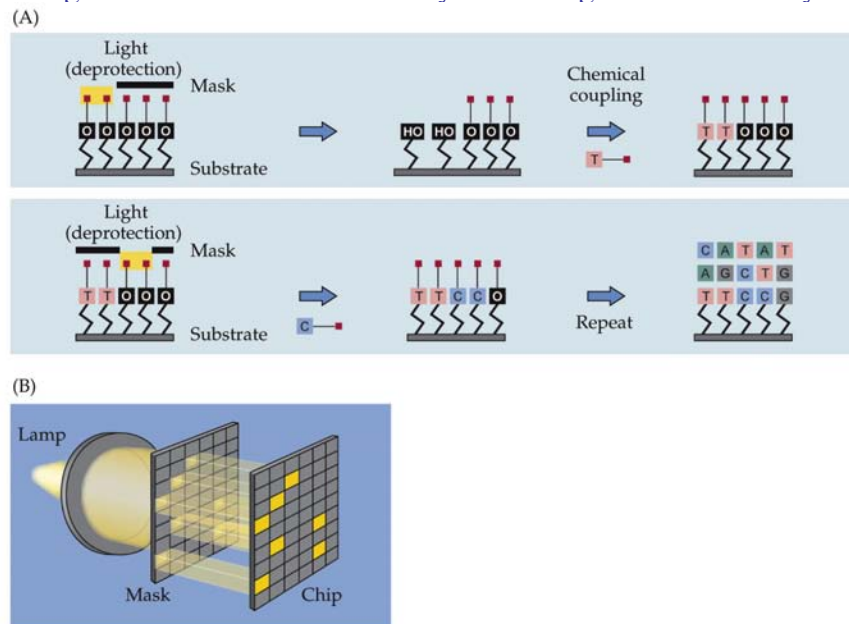 (A)
Light
(deprotection)
Mask
Chemical
coupling
O O O O O
HO HO O O O
T
T T O O O
Substrate
Light
(deprotection)
Mask
C A T A T
A G C T G
T T O O O
T T C C O
T T C C G
Substrate
C
Repeat
(B)
Lamp
Mask
Chip